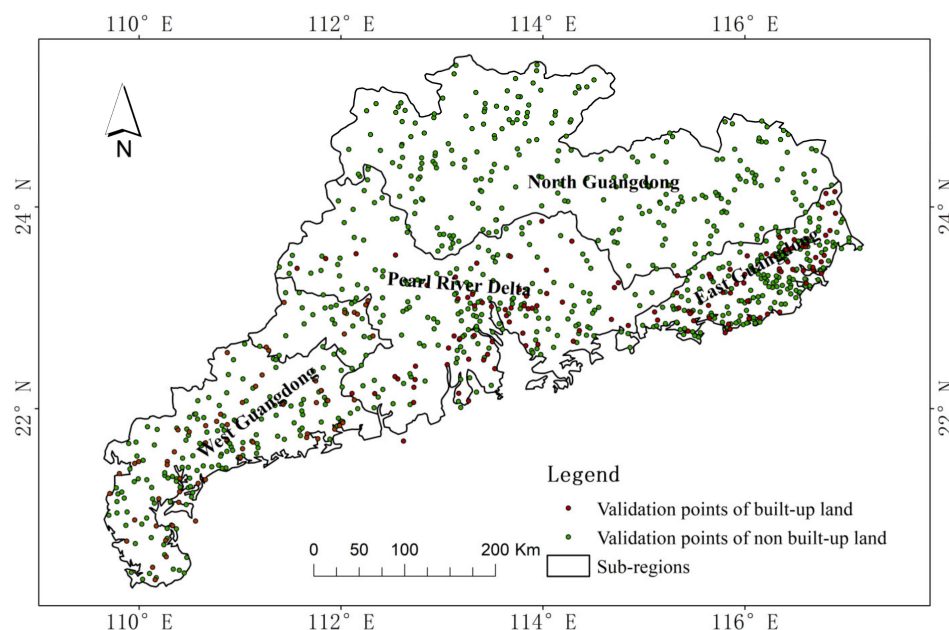 110° E 112° E 114° E 116° E
N
North Guangdong
24° N 24° N
East Guangdong
Pearl River Delta
West Guangdong
22° N 22° N
Legend
Validation points of built-up land
Validation points of non built-up land
Sub-regions
0 50 100 200 Km
110° E 112° E 114° E 116° E